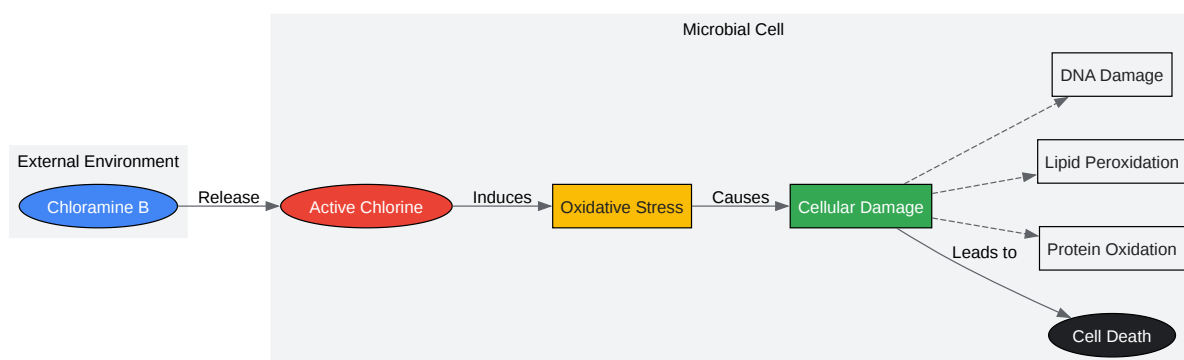 Microbial Cell
External Environment
Chloramine B
Release
Active Chlorine
Induces
Oxidative Stress
Causes
Cellular Damage
DNA Damage
Lipid Peroxidation
Protein Oxidation
Leads to
Cell Death